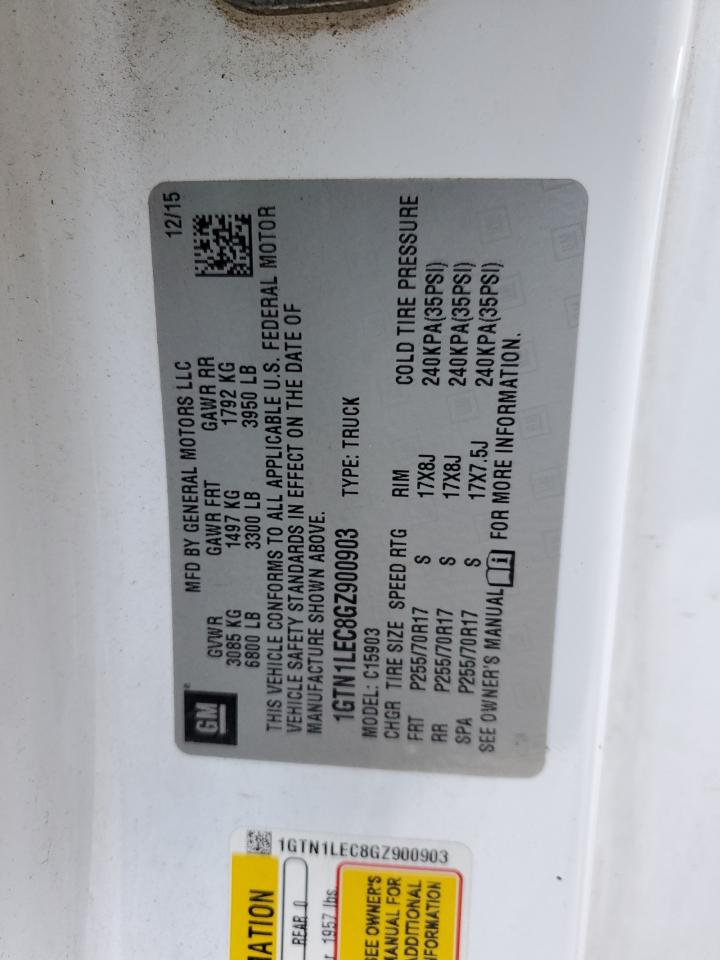 MFD BY GENERAL MOTORS LLC 12/15
GM
GVWR GAWR FRT GAWR RR
3085 KG 1497 KG 1792 KG
6800 LB 3300 LB 3950 LB
THIS VEHICLE CONFORMS TO ALL APPLICABLE U.S. FEDERAL MOTOR
VEHICLE SAFETY STANDARDS IN EFFECT ON THE DATE OF
MANUFACTURE SHOWN ABOVE.
1GTN1LEC8GZ900903 TYPE: TRUCK
MODEL: C15903
CHGR TIRE SIZE SPEED RTG RIM COLD TIRE PRESSURE
FRT P255/70R17 S 17X8J 240KPA(35PSI)
RR P255/70R17 S 17X8J 240KPA(35PSI)
SPA P255/70R17 S 17X7.5J 240KPA(35PSI)
SEE OWNER'S MANUAL FOR MORE INFORMATION.
1GTN1LEC8GZ900903
MATION
REAR 0
r 1957 lbs
SEE OWNER'S
MANUAL FOR
ADDITIONAL
INFORMATION